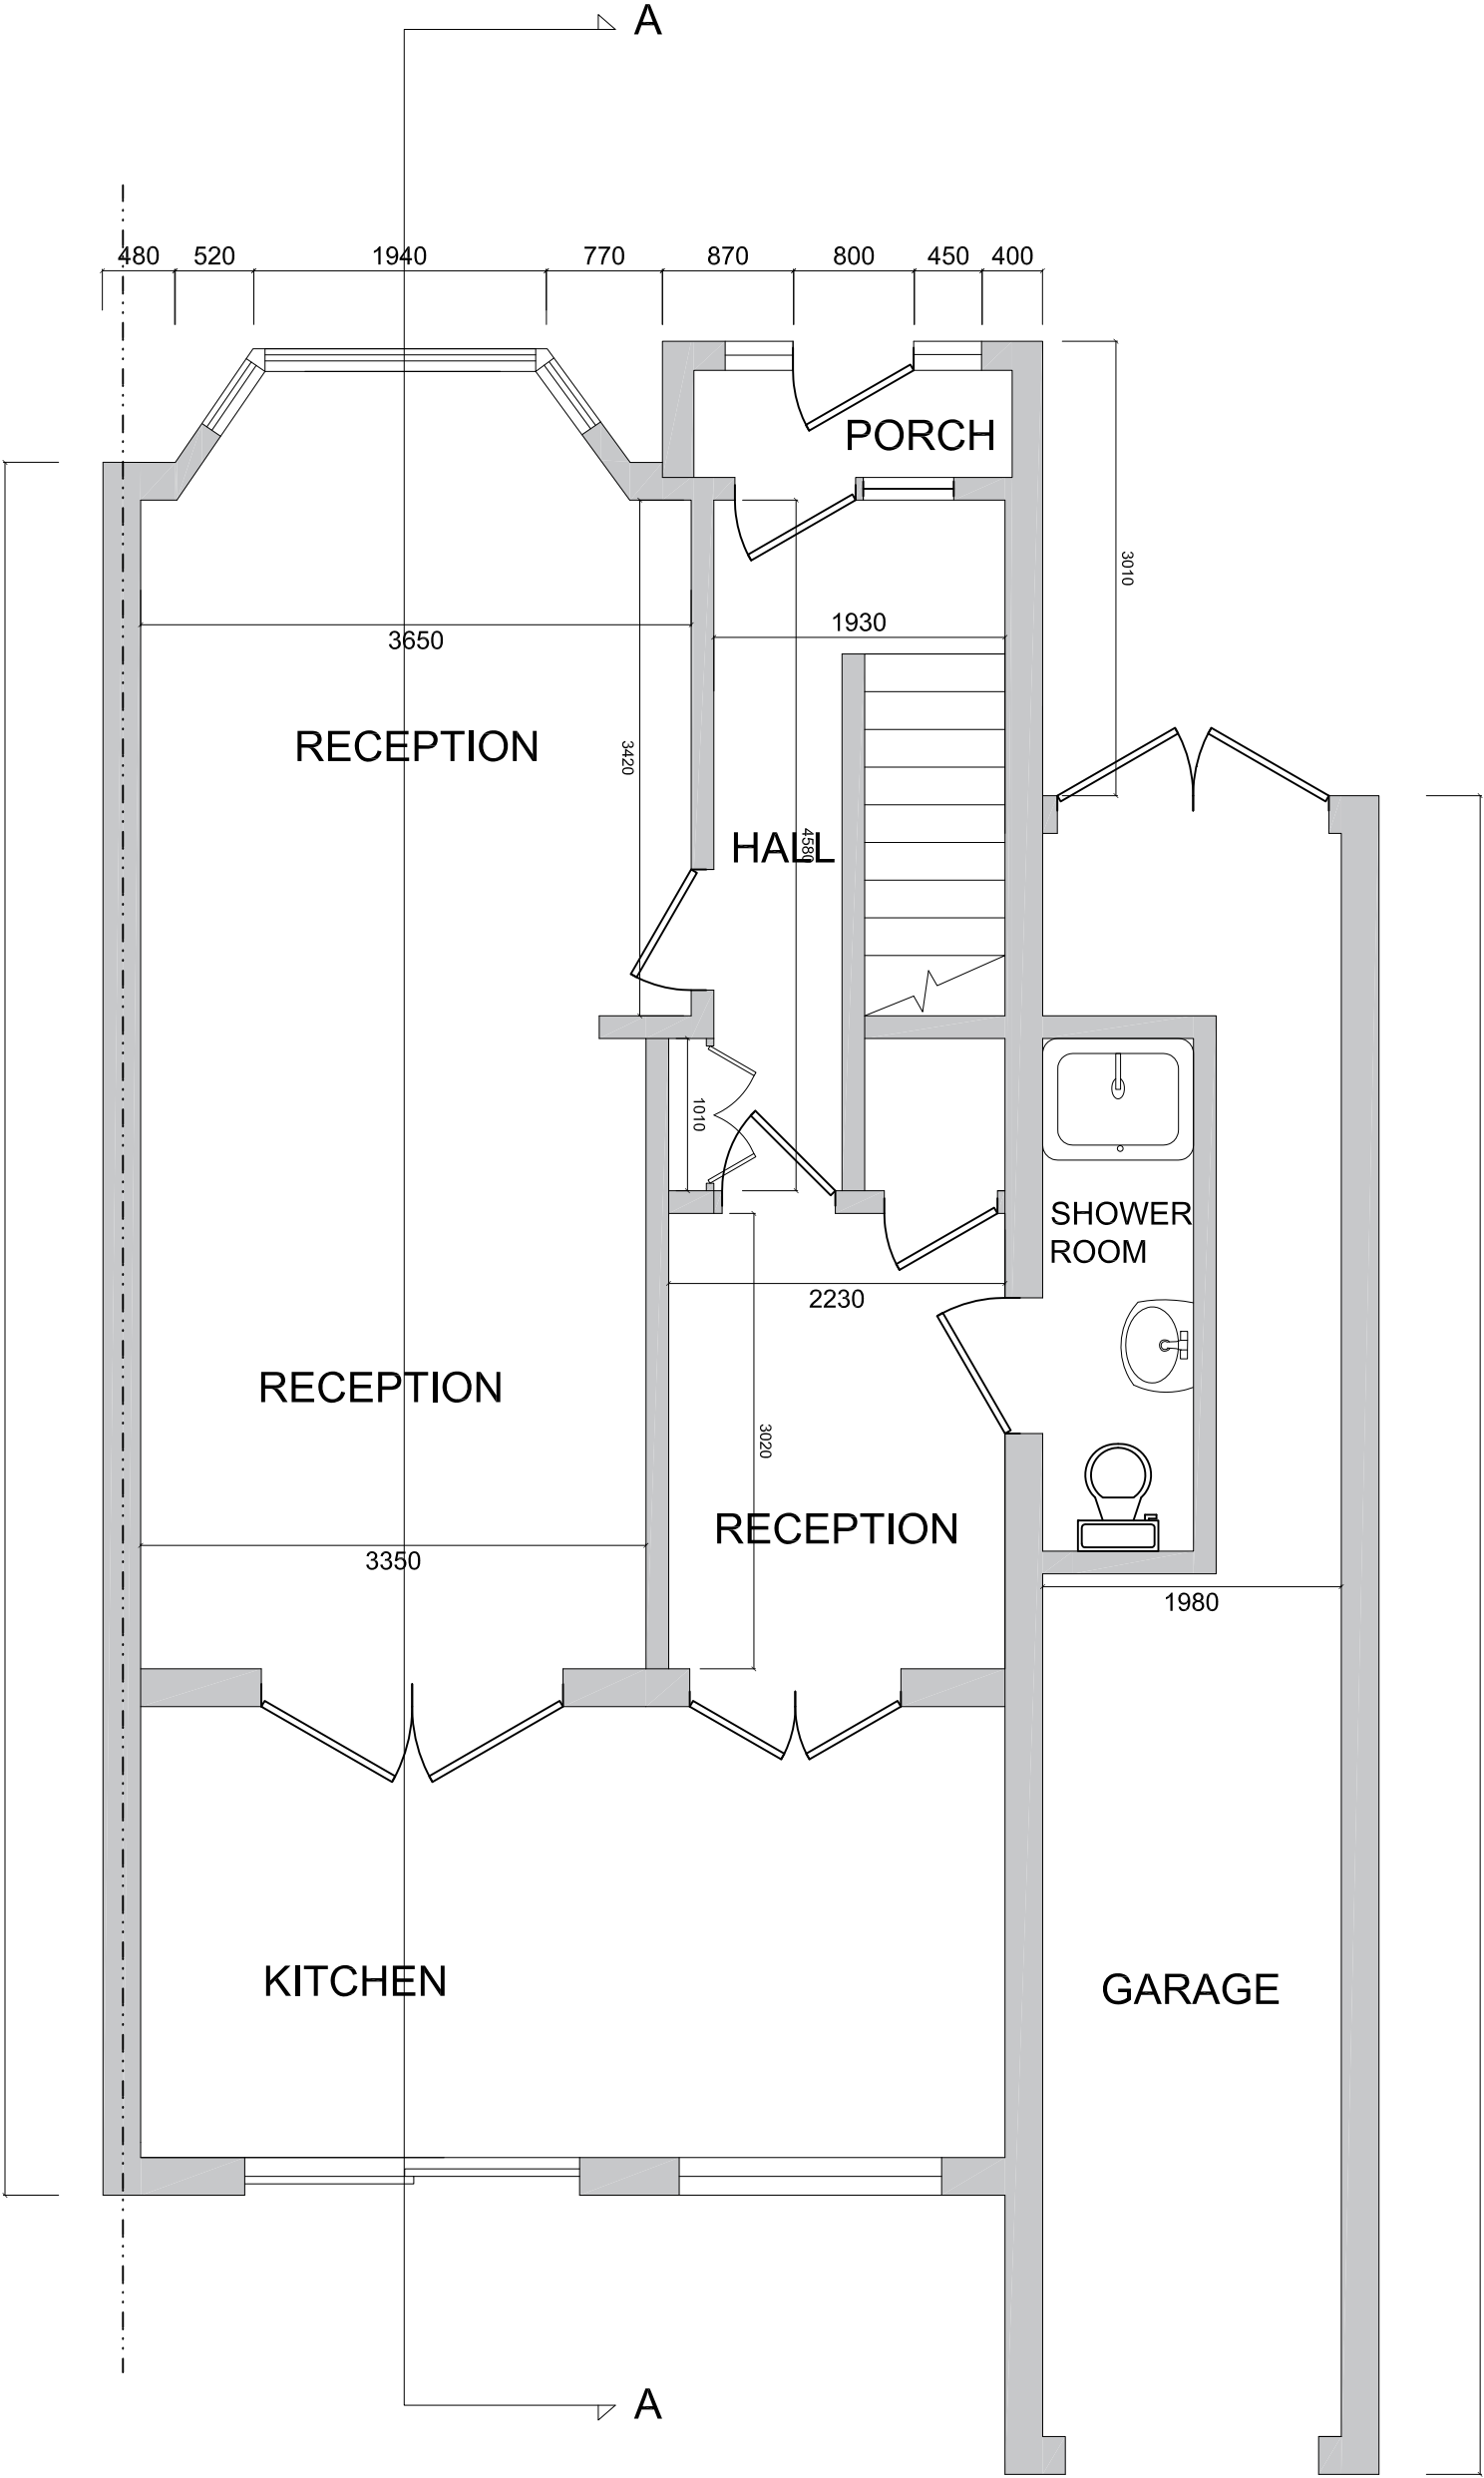 A
480 520 1940 770 870 800 450 400
PORCH
3010
1930
3650
RECEPTION
3420
HALL
4580
1010
SHOWER
ROOM
2230
RECEPTION
3020
RECEPTION
3350
1980
KITCHEN
GARAGE
A